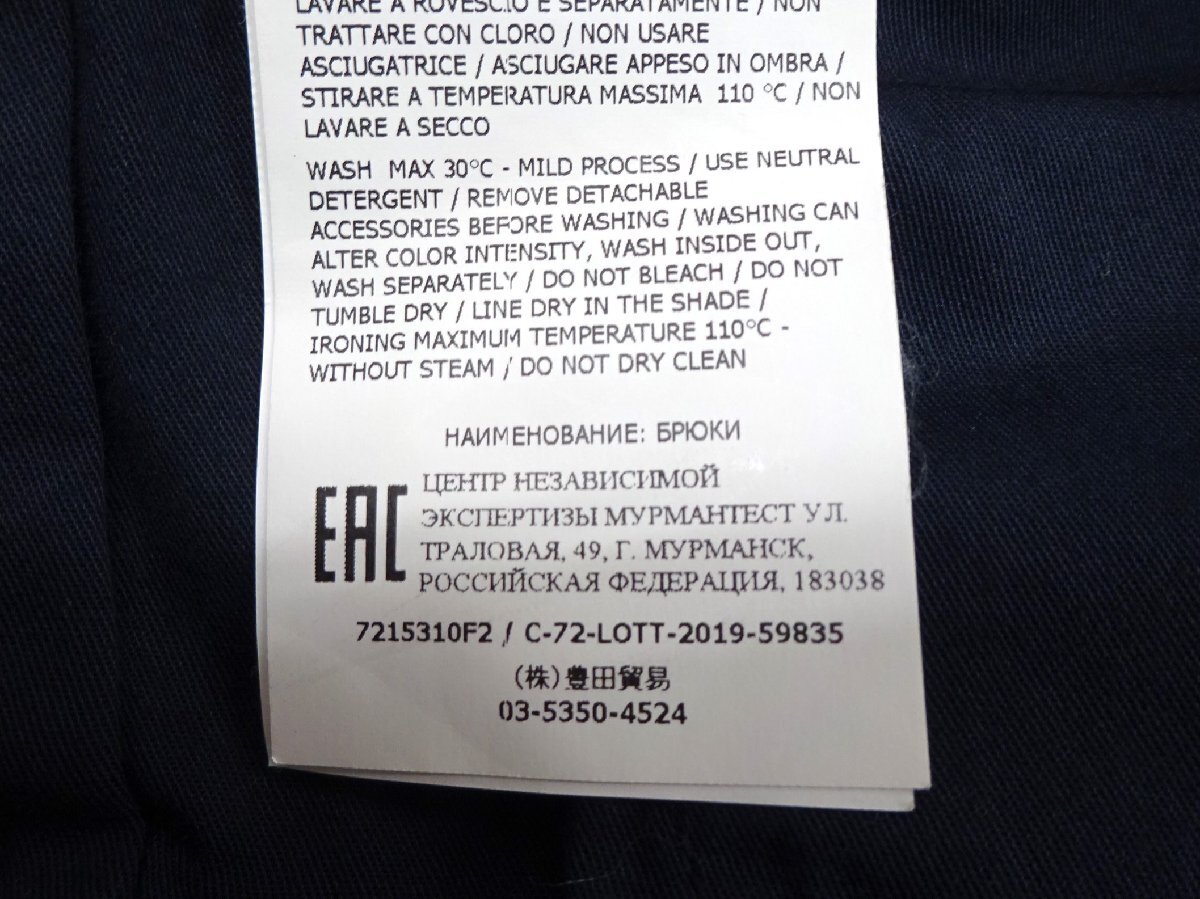 LAVARE A ROVESCIO E SEPARATAMENTE / NON
TRATTARE CON CLORO / NON USARE
ASCIUGATRICE / ASCIUGARE APPESO IN OMBRA /
STIRARE A TEMPERATURA MASSIMA 110 °C / NON
LAVARE A SECCO
WASH MAX 30°C - MILD PROCESS / USE NEUTRAL
DETERGENT / REMOVE DETACHABLE
ACCESSORIES BEFORE WASHING / WASHING CAN
ALTER COLOR INTENSITY, WASH INSIDE OUT,
WASH SEPARATELY / DO NOT BLEACH / DO NOT
TUMBLE DRY / LINE DRY IN THE SHADE /
IRONING MAXIMUM TEMPERATURE 110°C -
WITHOUT STEAM / DO NOT DRY CLEAN
НАИМЕНОВАНИЕ: БРЮКИ
EAC
ЦЕНТР НЕЗАВИСИМОЙ
ЭКСПЕРТИЗЫ МУРМАНТЕСТ УЛ.
ТРАЛОВАЯ, 49, Г. МУРМАНСК,
РОССИЙСКАЯ ФЕДЕРАЦИЯ, 183038
7215310F2 / C-72-LOTT-2019-59835
(株)豊田貿易
03-5350-4524